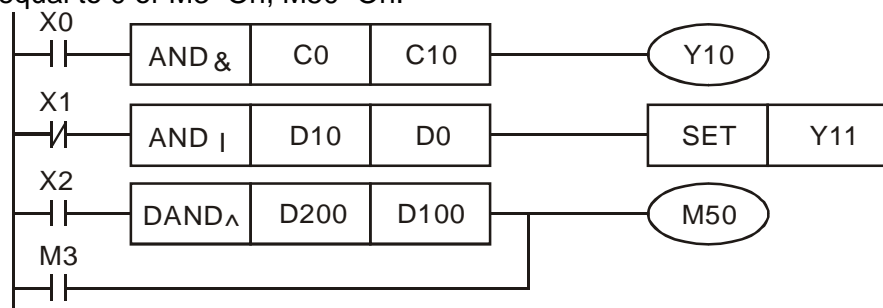 equal to 0 or M3=On, M50=On.
X0
AND & C0 C10 Y10
X1
AND | D10 D0 SET Y11
X2
DAND^ D200 D100 M50
M3